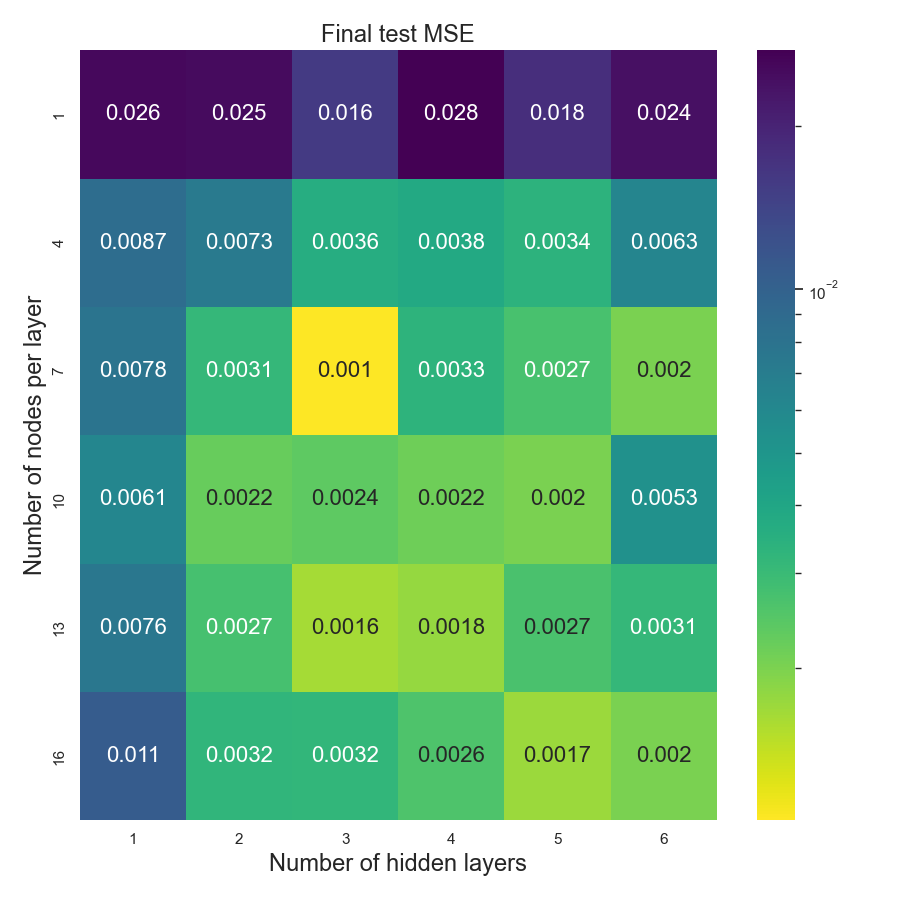 Final test MSE
Number of nodes per layer
1 0.026 0.025 0.016 0.028 0.018 0.024
4 0.0087 0.0073 0.0036 0.0038 0.0034 0.0063
7 0.0078 0.0031 0.001 0.0033 0.0027 0.002
10 0.0061 0.0022 0.0024 0.0022 0.002 0.0053
13 0.0076 0.0027 0.0016 0.0018 0.0027 0.0031
16 0.011 0.0032 0.0032 0.0026 0.0017 0.002
1 2 3 4 5 6
Number of hidden layers
10⁻²